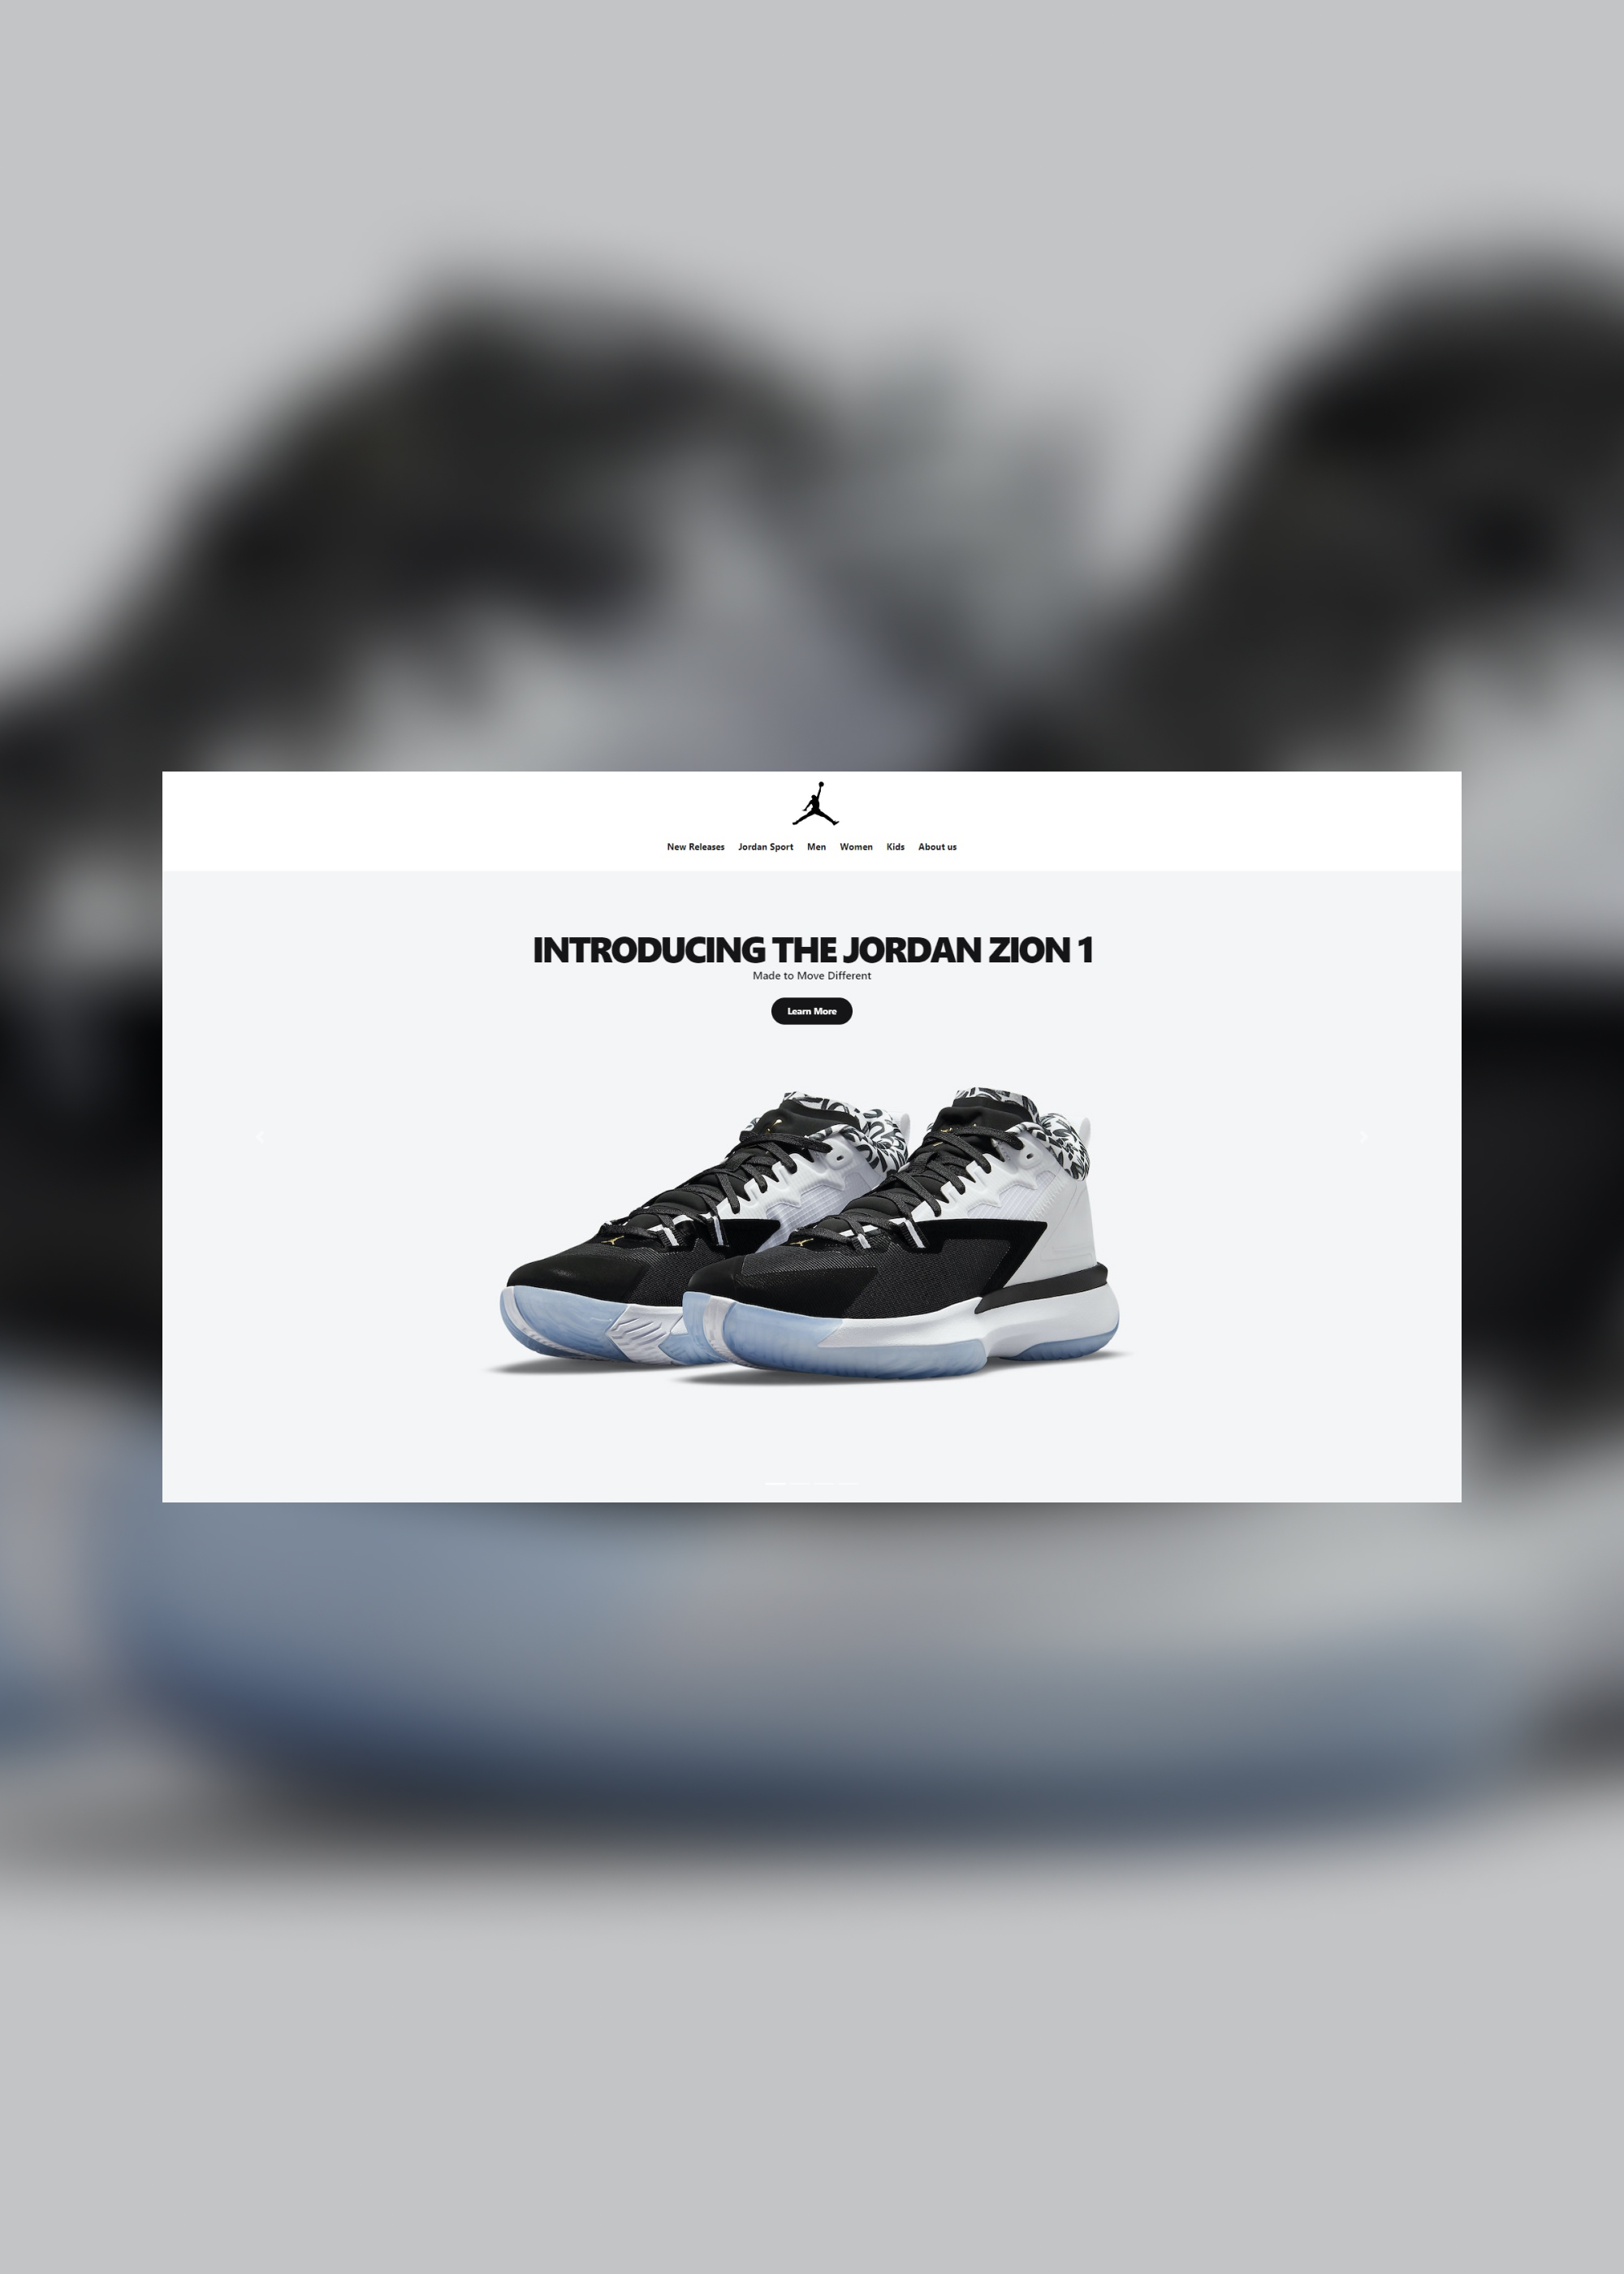 New Releases Jordan Sport Men Women Kids About us
INTRODUCING THE JORDAN ZION 1
Made to Move Different
Learn More